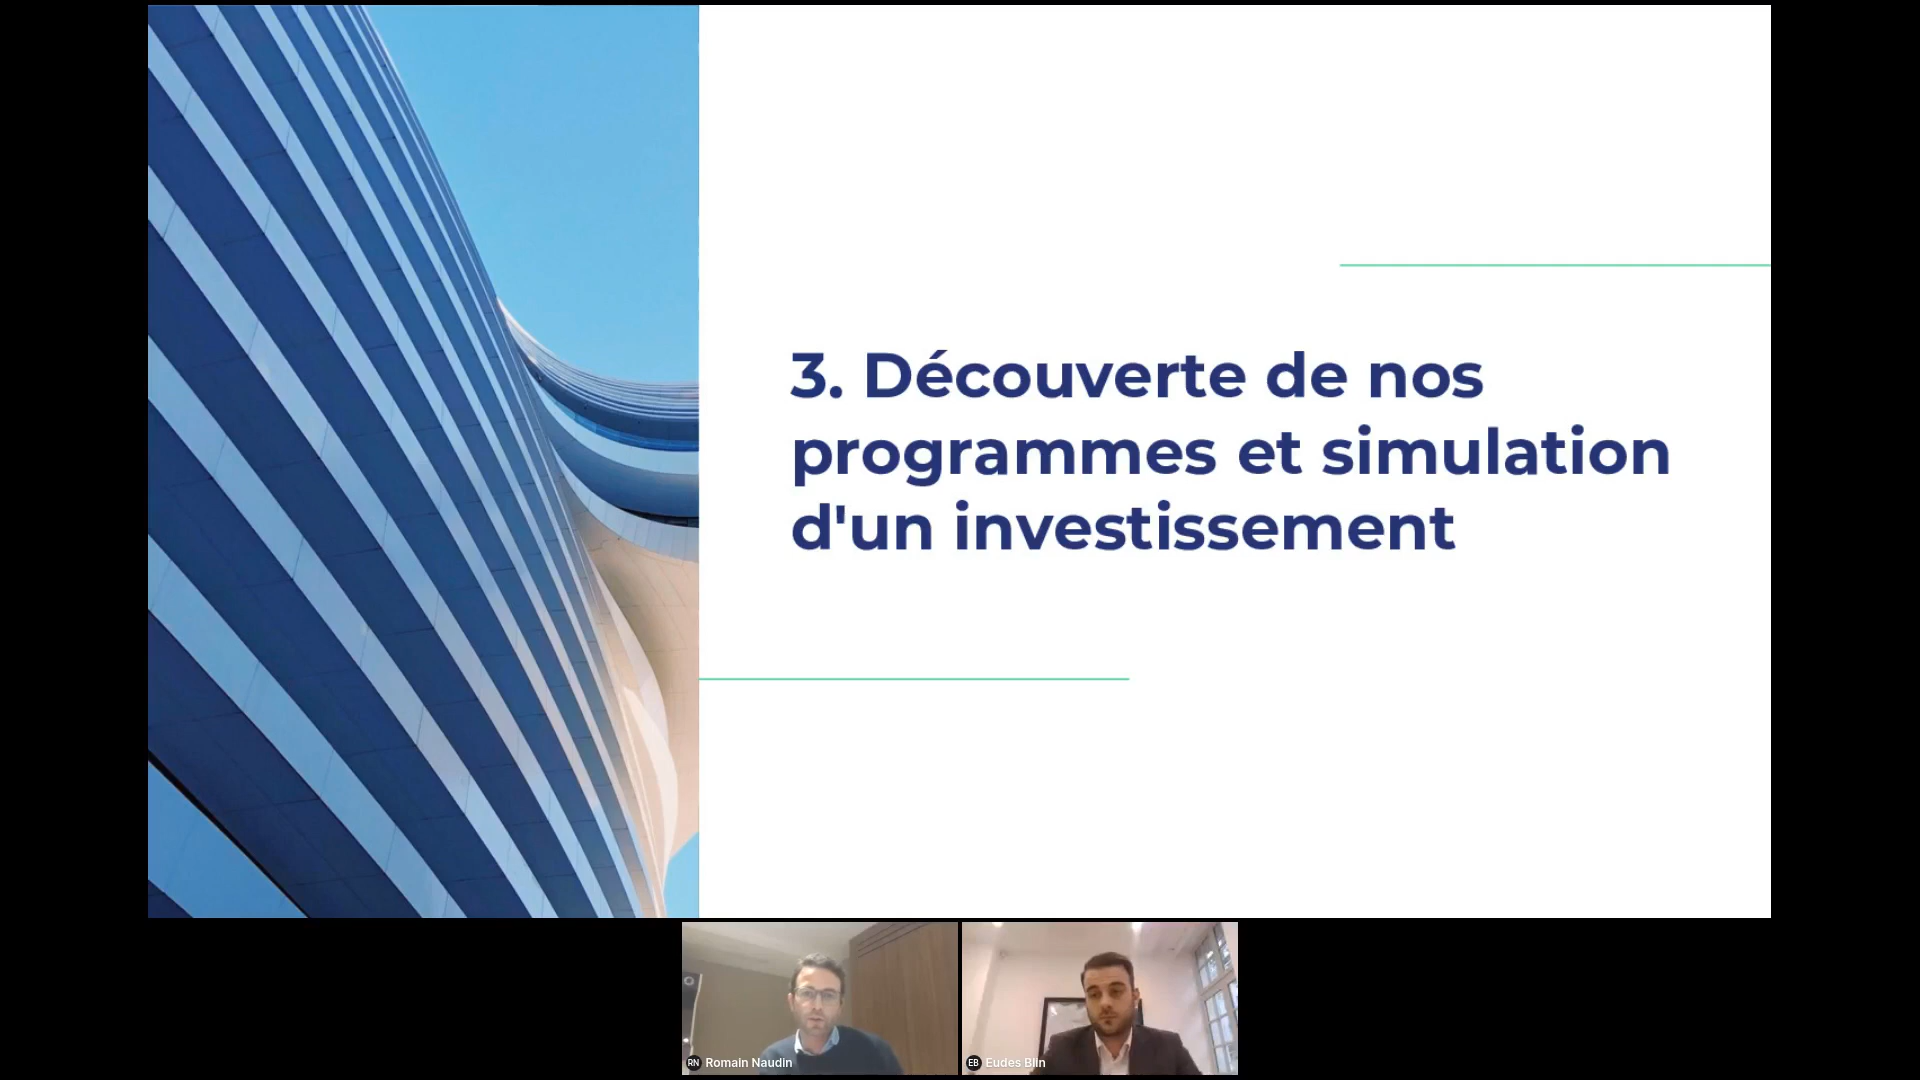 3. Découverte de nos
programmes et simulation
d'un investissement
RN Romain Naudin
EB Eudes Blin